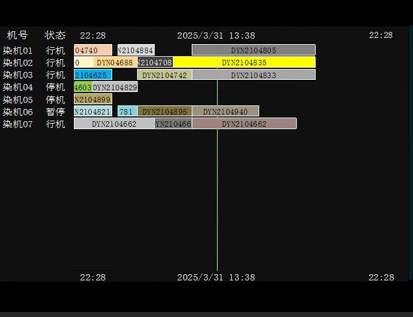 机号 状态 22:28 2025/3/31 13:38 22:28
染机01 行机 04740 N2104884 DYN2104805
染机02 行机 0 DYN04688 N2104708 DYN2104835
染机03 行机 2104625 DYN2104742 DYN2104833
染机04 停机 4603 DYN2104829
染机05 停机 N2104899
染机06 暂停 N2104821 781 DYN2104895 DYN2104940
染机07 行机 DYN2104662 YN210466 DYN2104662
22:28 2025/3/31 13:38 22:28